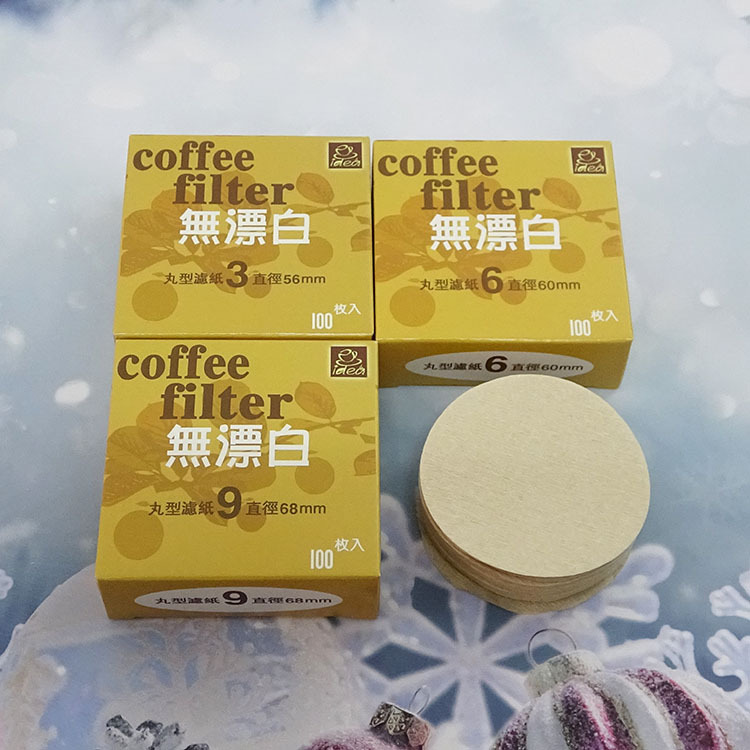 coffee
filter
idea
無漂白
丸型濾紙3直徑56mm
100枚入
coffee
filter
idea
無漂白
丸型濾紙6直徑60mm
100枚入
丸型濾紙6直徑60mm
coffee
filter
idea
無漂白
丸型濾紙9直徑68mm
100枚入
丸型濾紙9直徑68mm